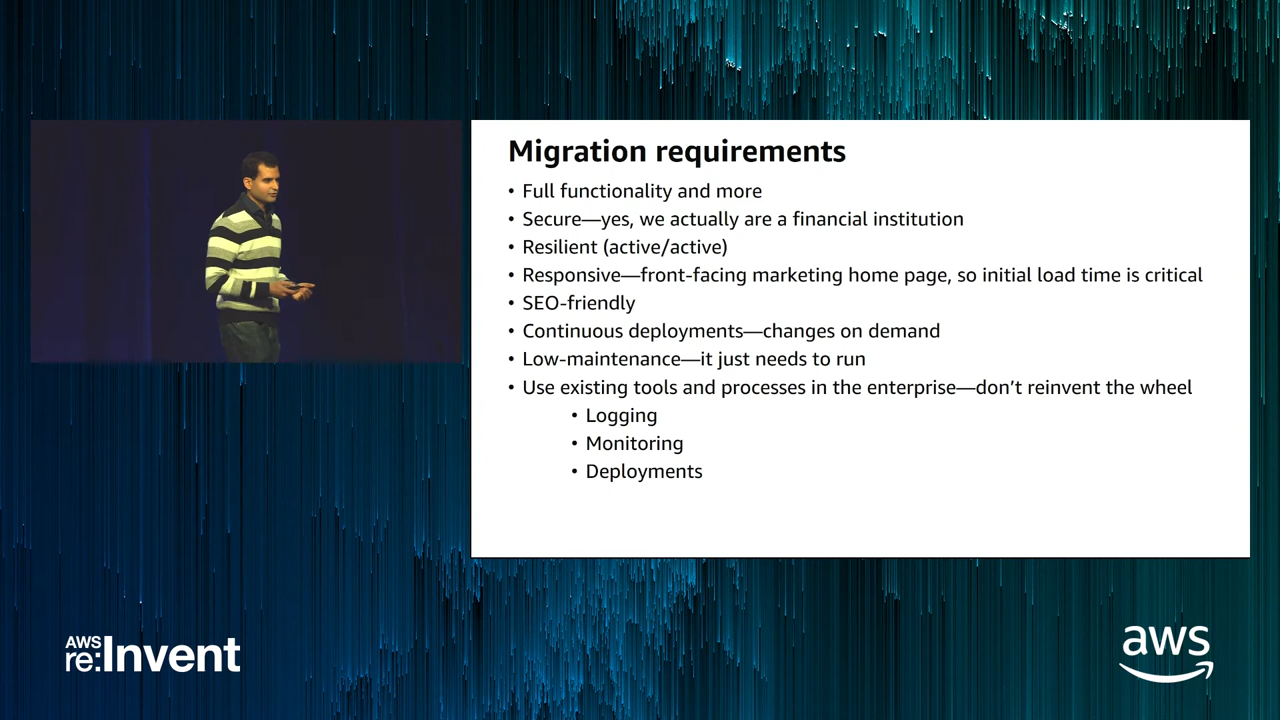 Migration requirements
• Full functionality and more
• Secure—yes, we actually are a financial institution
• Resilient (active/active)
• Responsive—front-facing marketing home page, so initial load time is critical
• SEO-friendly
• Continuous deployments—changes on demand
• Low-maintenance—it just needs to run
• Use existing tools and processes in the enterprise—don’t reinvent the wheel
• Logging
• Monitoring
• Deployments
AWS
re:Invent
aws